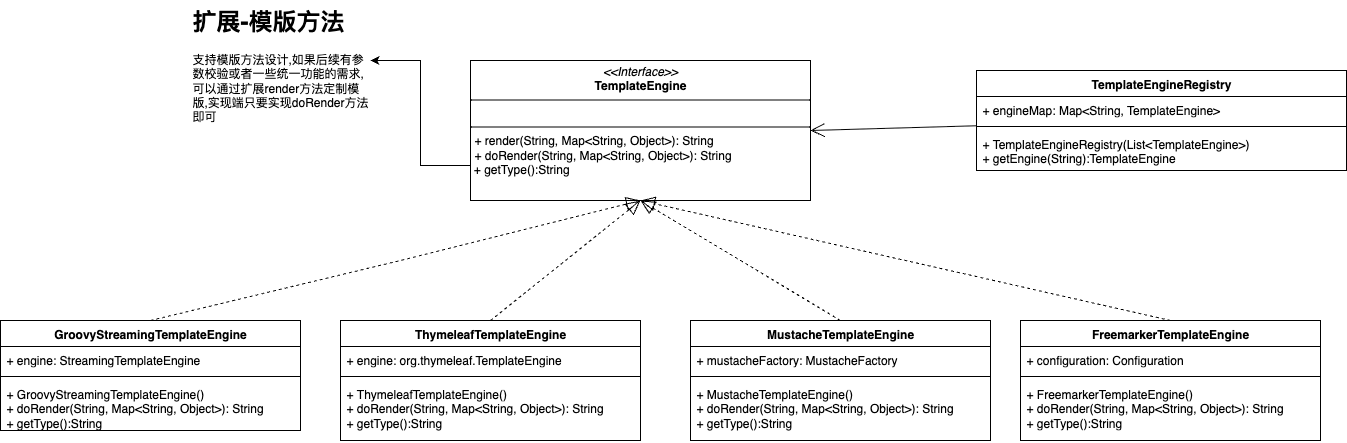 扩展-模版方法
支持模版方法设计,如果后续有参
数校验或者一些统一功能的需求,
可以通过扩展render方法定制模
版,实现端只要实现doRender方法
即可
<<Interface>>
TemplateEngine
+ render(String, Map<String, Object>): String
+ doRender(String, Map<String, Object>): String
+ getType():String
TemplateEngineRegistry
+ engineMap: Map<String, TemplateEngine>
+ TemplateEngineRegistry(List<TemplateEngine>)
+ getEngine(String):TemplateEngine
GroovyStreamingTemplateEngine
+ engine: StreamingTemplateEngine
+ GroovyStreamingTemplateEngine()
+ doRender(String, Map<String, Object>): String
+ getType():String
ThymeleafTemplateEngine
+ engine: org.thymeleaf.TemplateEngine
+ ThymeleafTemplateEngine()
+ doRender(String, Map<String, Object>): String
+ getType():String
MustacheTemplateEngine
+ mustacheFactory: MustacheFactory
+ MustacheTemplateEngine()
+ doRender(String, Map<String, Object>): String
+ getType():String
FreemarkerTemplateEngine
+ configuration: Configuration
+ FreemarkerTemplateEngine()
+ doRender(String, Map<String, Object>): String
+ getType():String